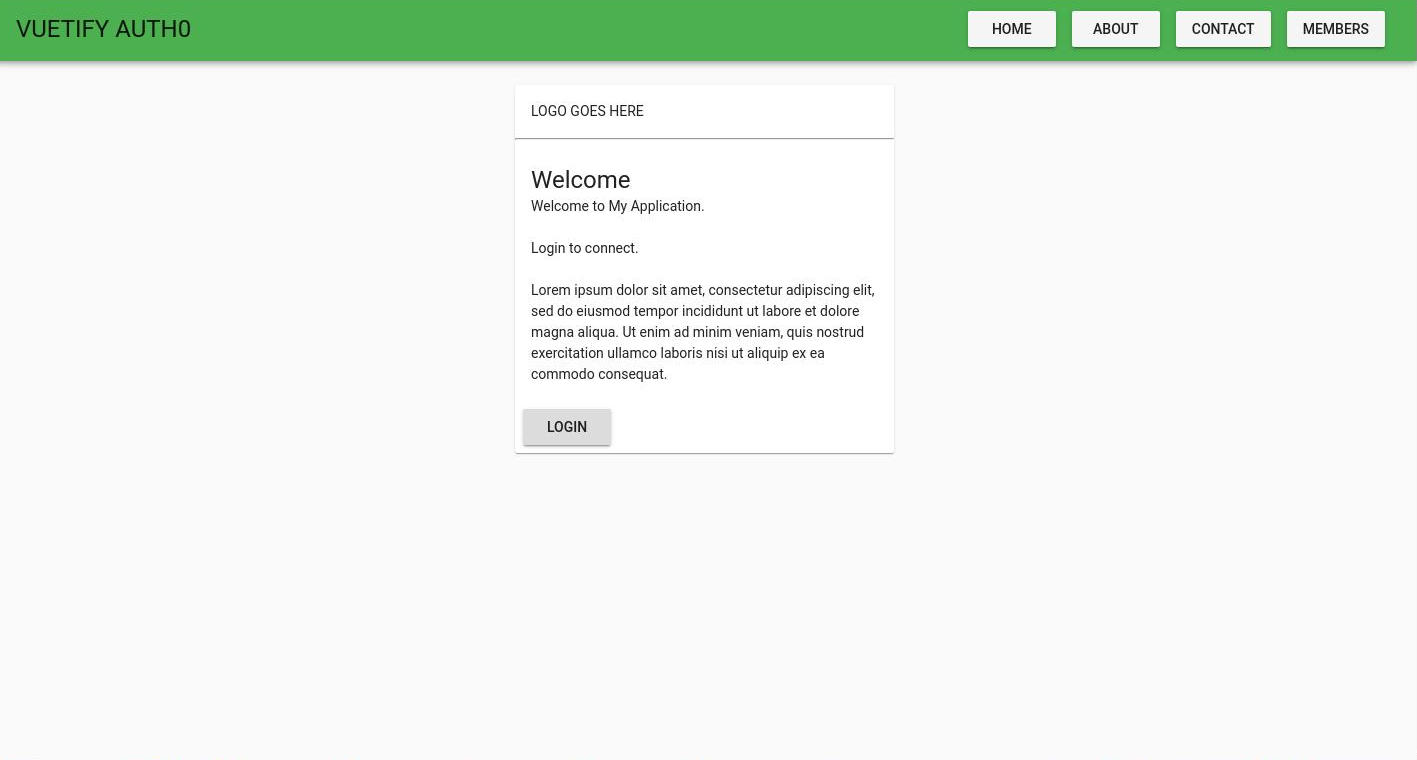 VUETIFY AUTH0
HOME
ABOUT
CONTACT
MEMBERS
LOGO GOES HERE
Welcome
Welcome to My Application.
Login to connect.
Lorem ipsum dolor sit amet, consectetur adipiscing elit,
sed do eiusmod tempor incididunt ut labore et dolore
magna aliqua. Ut enim ad minim veniam, quis nostrud
exercitation ullamco laboris nisi ut aliquip ex ea
commodo consequat.
LOGIN